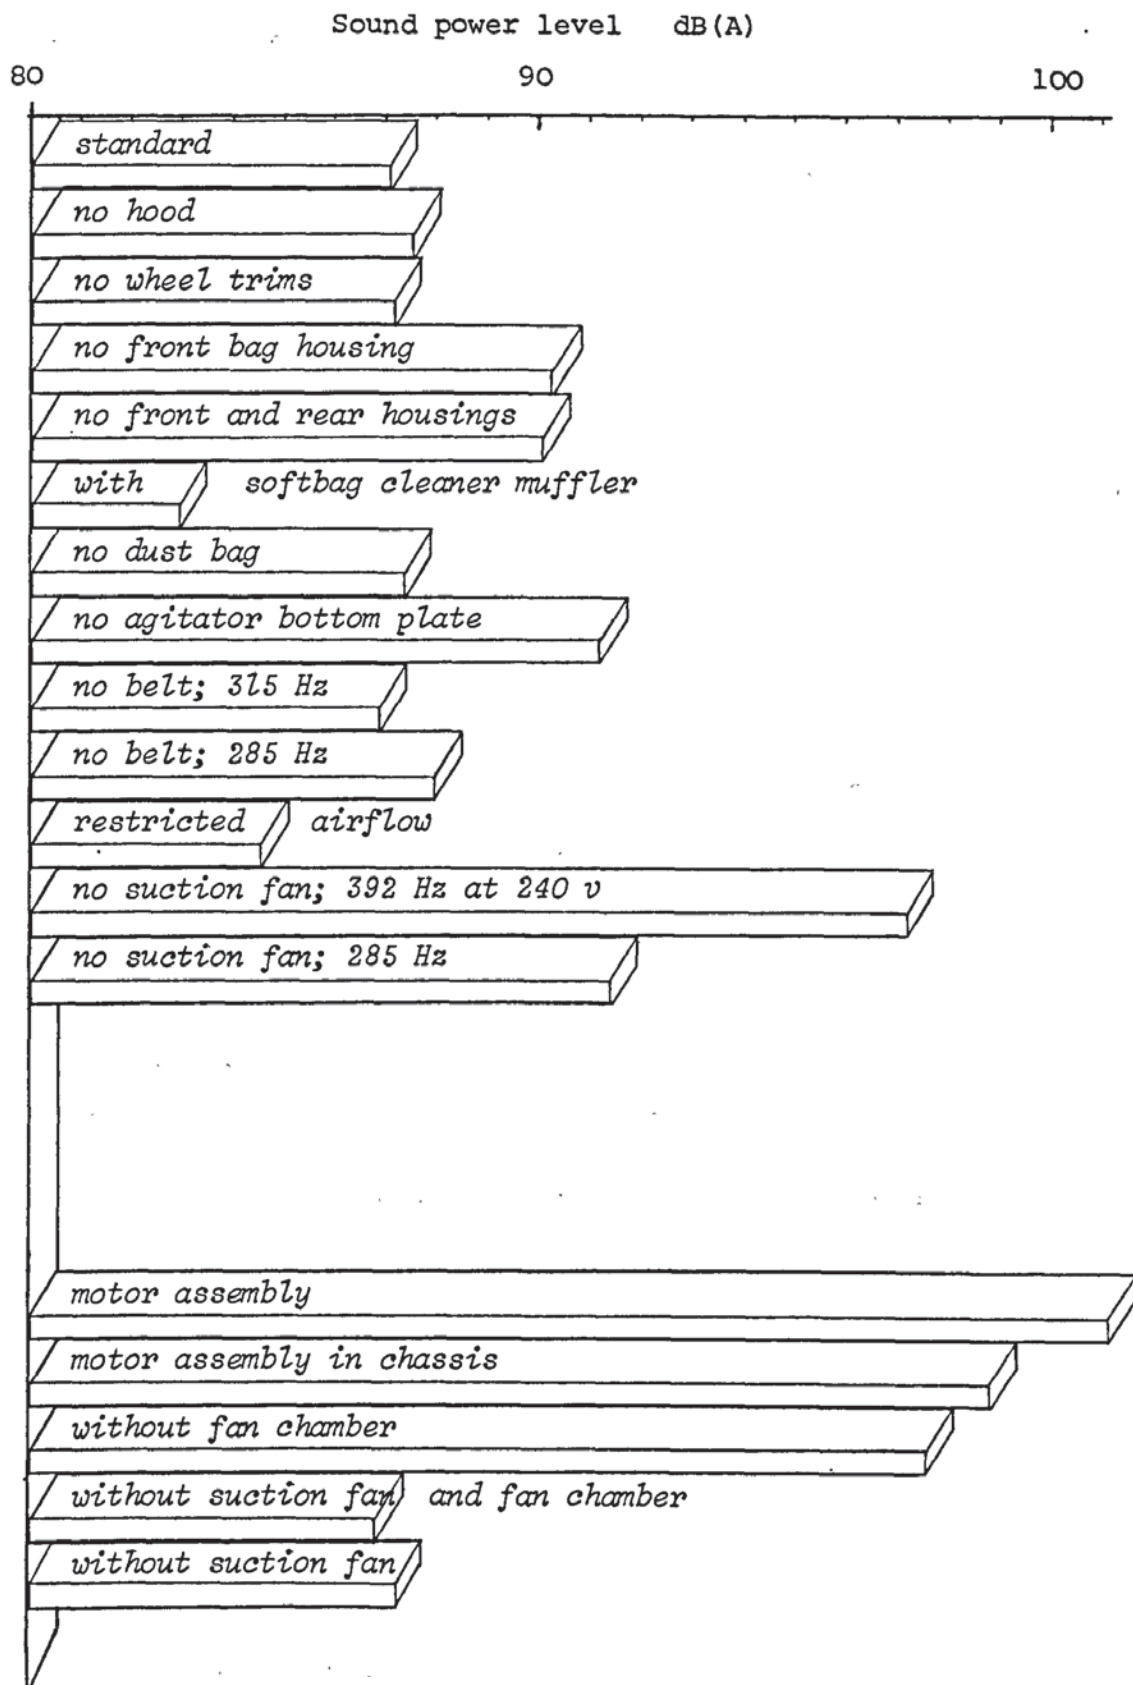 Sound power level dB(A)
80 90 100
standard
no hood
no wheel trims
no front bag housing
no front and rear housings
with softbag cleaner muffler
no dust bag
no agitator bottom plate
no belt; 315 Hz
no belt; 285 Hz
restricted airflow
no suction fan; 392 Hz at 240 v
no suction fan; 285 Hz
motor assembly
motor assembly in chassis
without fan chamber
without suction fan and fan chamber
without suction fan